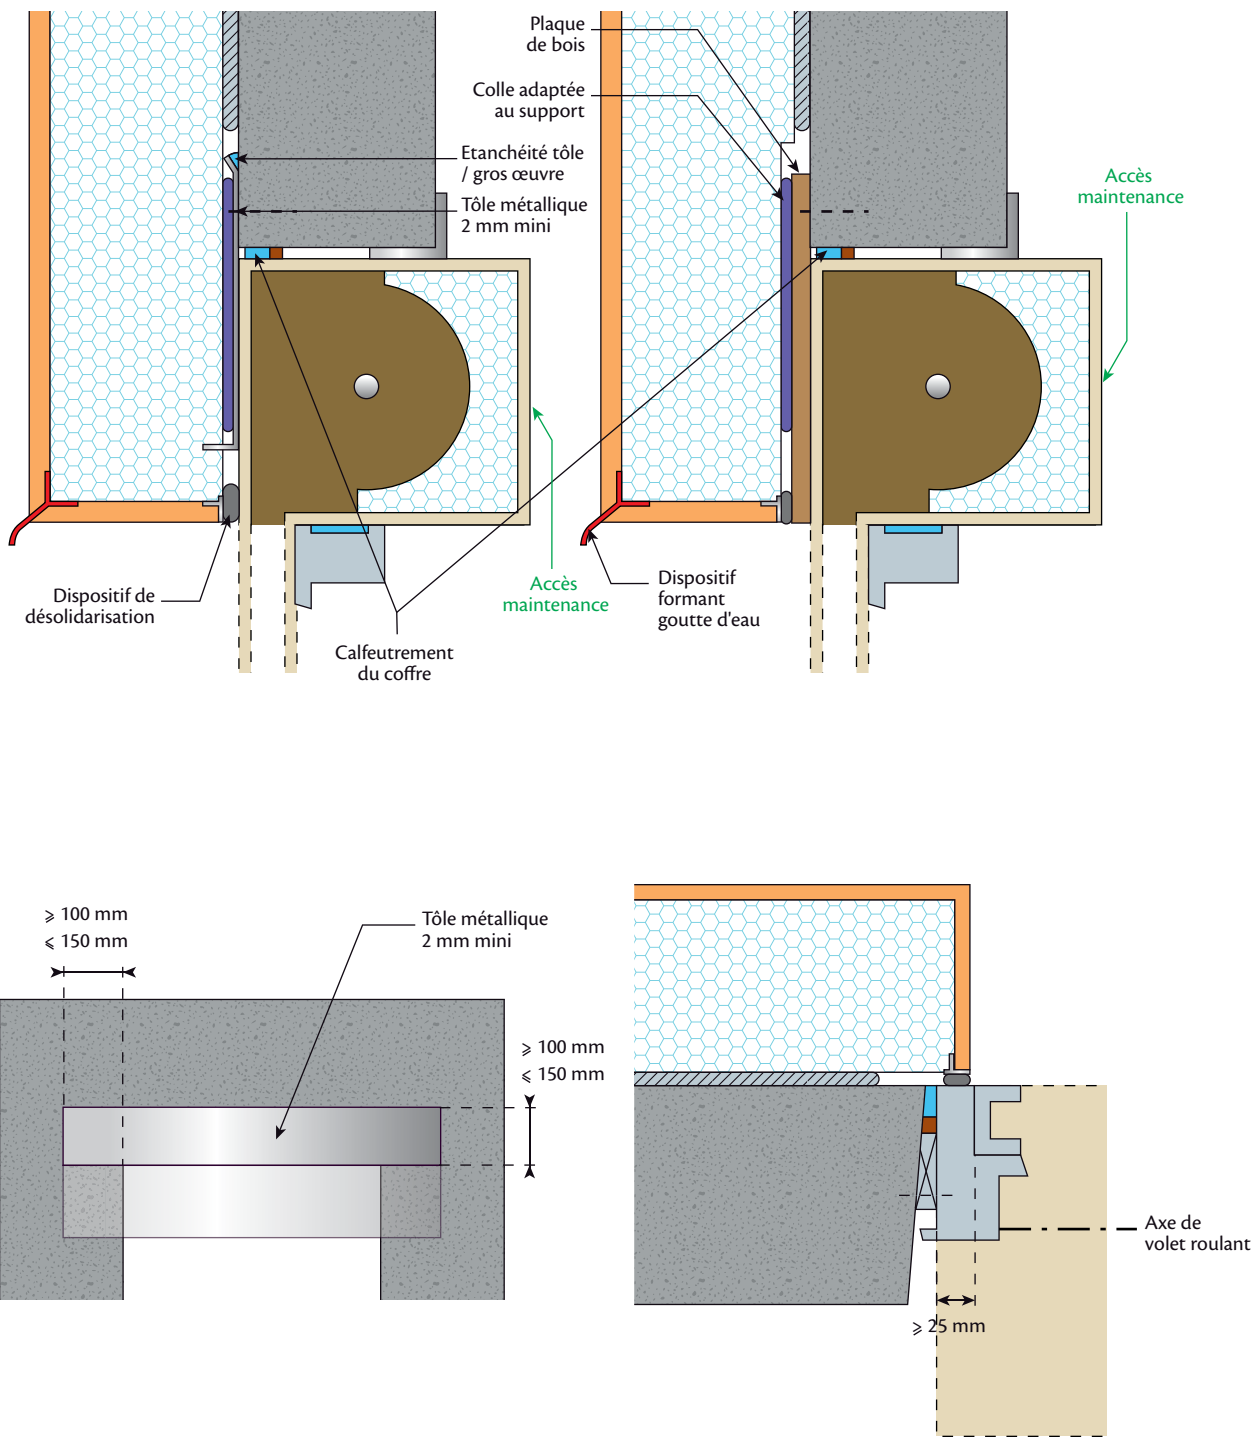 Plaque
de bois
Colle adaptée
au support
Etanchéité tôle
/ gros œuvre
Tôle métallique
2 mm mini
Accès
maintenance
Dispositif de
désolidarisation
Accès
maintenance
Dispositif
formant
goutte d'eau
Calfeutrement
du coffre
⩾ 100 mm
⩽ 150 mm
Tôle métallique
2 mm mini
⩾ 100 mm
⩽ 150 mm
Axe de
volet roulant
⩾ 25 mm